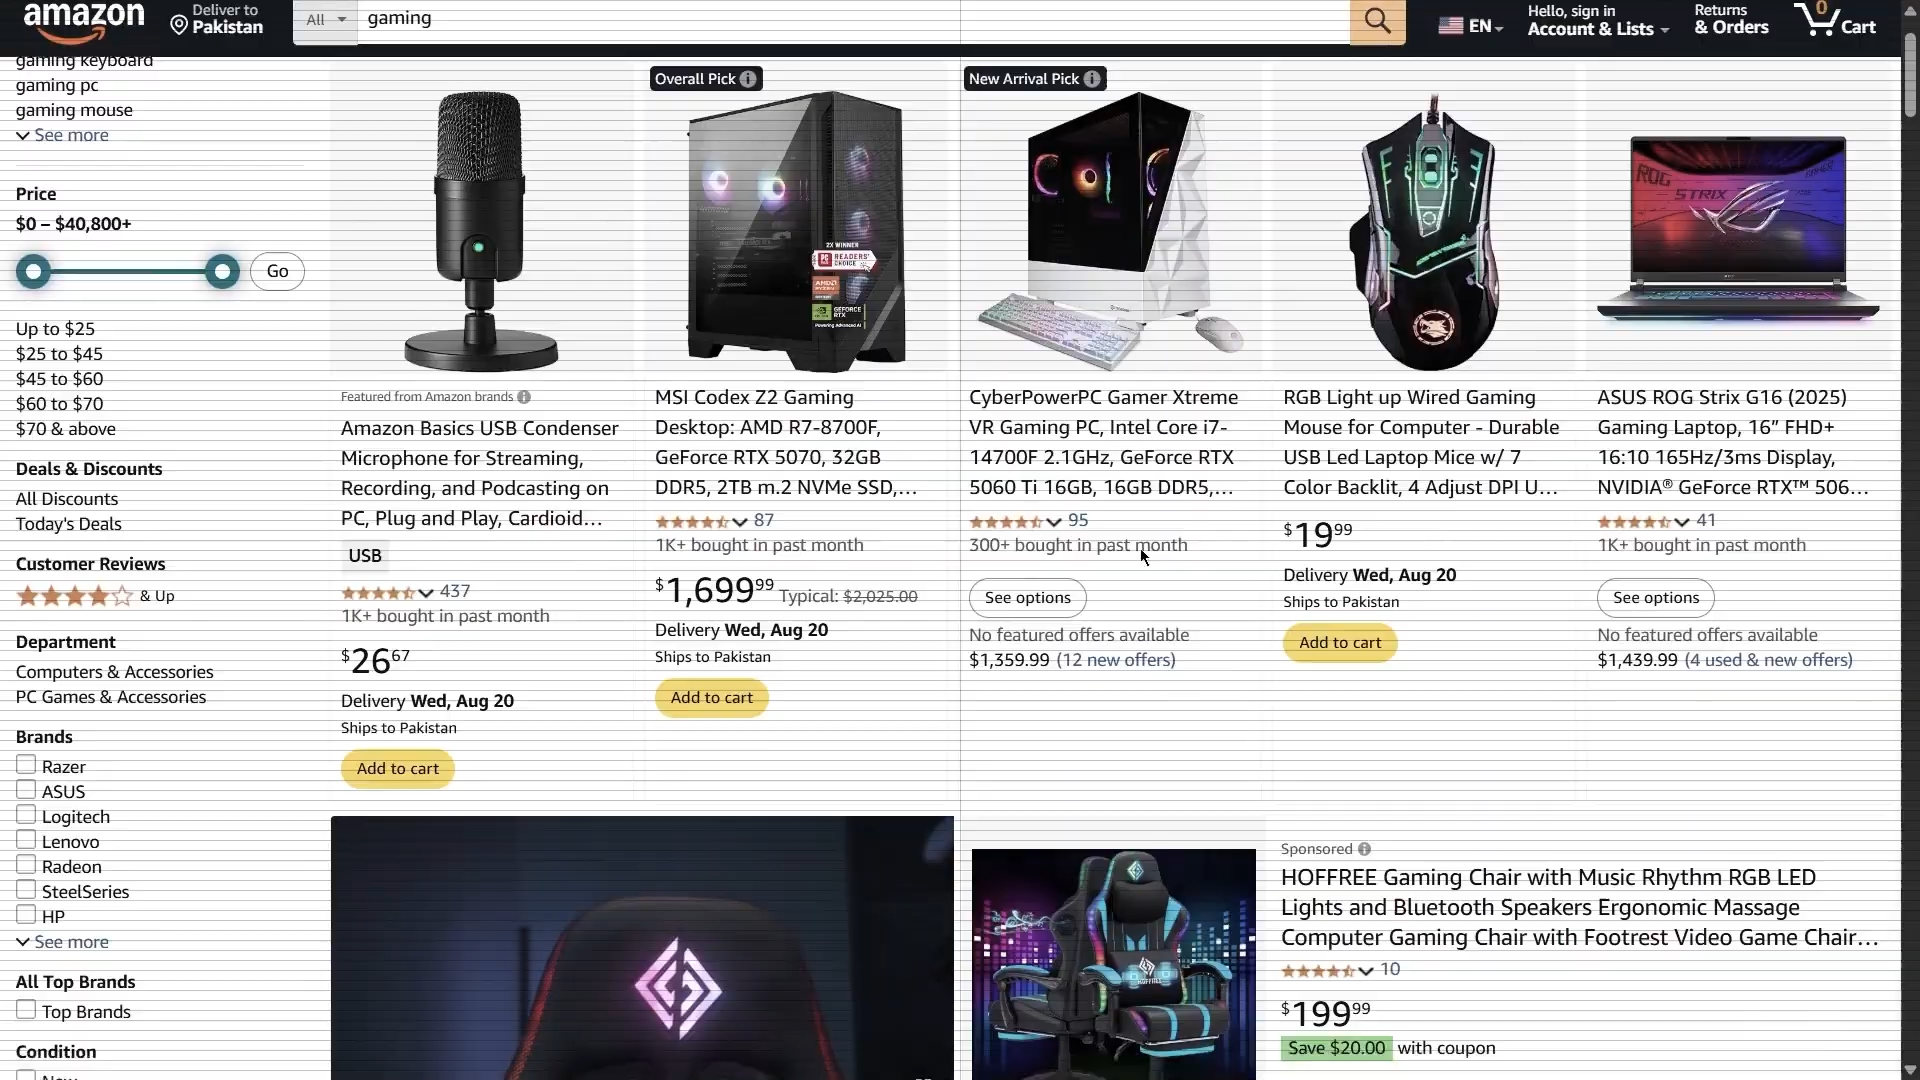 amazon
Deliver to
Pakistan
All
gaming
EN
Hello, sign in
Account & Lists
Returns
& Orders
0
Cart
gaming keyboard
gaming pc
gaming mouse
See more
Price
$0 – $40,800+
Go
Up to $25
$25 to $45
$45 to $60
$60 to $70
$70 & above
Deals & Discounts
All Discounts
Today's Deals
Customer Reviews
& Up
Department
Computers & Accessories
PC Games & Accessories
Brands
Razer
ASUS
Logitech
Lenovo
Radeon
SteelSeries
HP
See more
All Top Brands
Top Brands
Condition
New
Featured from Amazon brands
Amazon Basics USB Condenser
Microphone for Streaming,
Recording, and Podcasting on
PC, Plug and Play, Cardioid…
USB
437
1K+ bought in past month
$26.67
Delivery Wed, Aug 20
Ships to Pakistan
Add to cart
Overall Pick
2X WINNER
READERS'
CHOICE
AMD
RYZEN
GEFORCE
RTX
Powering Advanced AI
MSI Codex Z2 Gaming
Desktop: AMD R7-8700F,
GeForce RTX 5070, 32GB
DDR5, 2TB m.2 NVMe SSD,…
87
1K+ bought in past month
$1,699.99 Typical: $2,025.00
Delivery Wed, Aug 20
Ships to Pakistan
Add to cart
New Arrival Pick
CyberPowerPC Gamer Xtreme
VR Gaming PC, Intel Core i7-
14700F 2.1GHz, GeForce RTX
5060 Ti 16GB, 16GB DDR5,…
95
300+ bought in past month
See options
No featured offers available
$1,359.99 (12 new offers)
RGB Light up Wired Gaming
Mouse for Computer - Durable
USB Led Laptop Mice w/ 7
Color Backlit, 4 Adjust DPI U…
$19.99
Delivery Wed, Aug 20
Ships to Pakistan
Add to cart
ROG
STRIX
ASUS ROG Strix G16 (2025)
Gaming Laptop, 16” FHD+
16:10 165Hz/3ms Display,
NVIDIA® GeForce RTX™ 506…
41
1K+ bought in past month
See options
No featured offers available
$1,439.99 (4 used & new offers)
HOFFREE
Sponsored
HOFFREE Gaming Chair with Music Rhythm RGB LED
Lights and Bluetooth Speakers Ergonomic Massage
Computer Gaming Chair with Footrest Video Game Chair…
10
$199.99
Save $20.00 with coupon